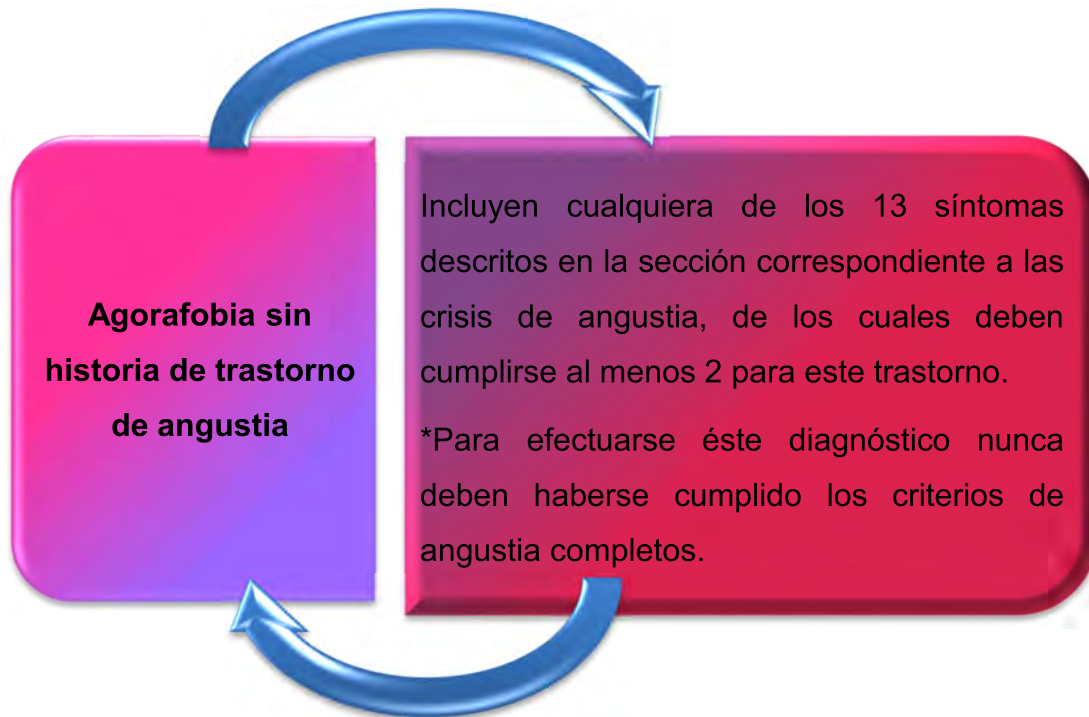 Agorafobia sin
historia de trastorno
de angustia
Incluyen cualquiera de los 13 síntomas
descritos en la sección correspondiente a las
crisis de angustia, de los cuales deben
cumplirse al menos 2 para este trastorno.
*Para efectuarse éste diagnóstico nunca
deben haberse cumplido los criterios de
angustia completos.